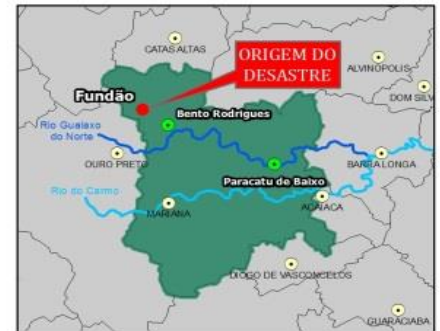 CATAS ALTAS
ORIGEM DO
DESASTRE
ALVINÓPOLIS
DOM SILV
Fundão
Bento Rodrigues
Rio Gualaxo
do Norte
OURO PRETO
BARRA LONGA
Paracatu de Baixo
Rio do Carmo
MARIANA
ACAIACA
DIOGO DE VASCONCELOS
GUARACIABA